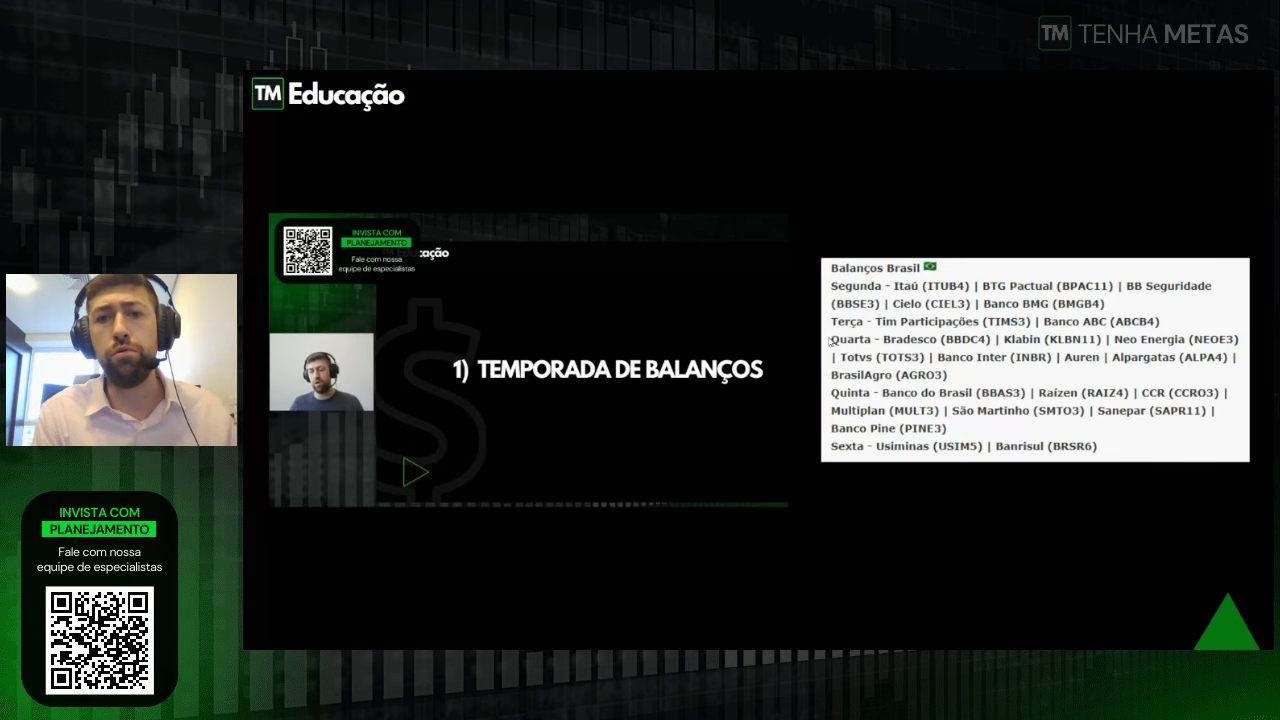 TM TENHA METAS
TM Educação
INVISTA COM
PLANEJAMENTO
Fale com nossa
equipe de especialistas
cação
1) TEMPORADA DE BALANÇOS
Balanços Brasil
Segunda - Itaú (ITUB4) | BTG Pactual (BPAC11) | BB Seguridade
(BBSE3) | Cielo (CIEL3) | Banco BMG (BMGB4)
Terça - Tim Participações (TIMS3) | Banco ABC (ABCB4)
Quarta - Bradesco (BBDC4) | Klabin (KLBN11) | Neo Energia (NEOE3)
| Totvs (TOTS3) | Banco Inter (INBR) | Auren | Alpargatas (ALPA4) |
BrasilAgro (AGRO3)
Quinta - Banco do Brasil (BBAS3) | Raízen (RAIZ4) | CCR (CCRO3) |
Multiplan (MULT3) | São Martinho (SMTO3) | Sanepar (SAPR11) |
Banco Pine (PINE3)
Sexta - Usiminas (USIM5) | Banrisul (BRSR6)
INVISTA COM
PLANEJAMENTO
Fale com nossa
equipe de especialistas